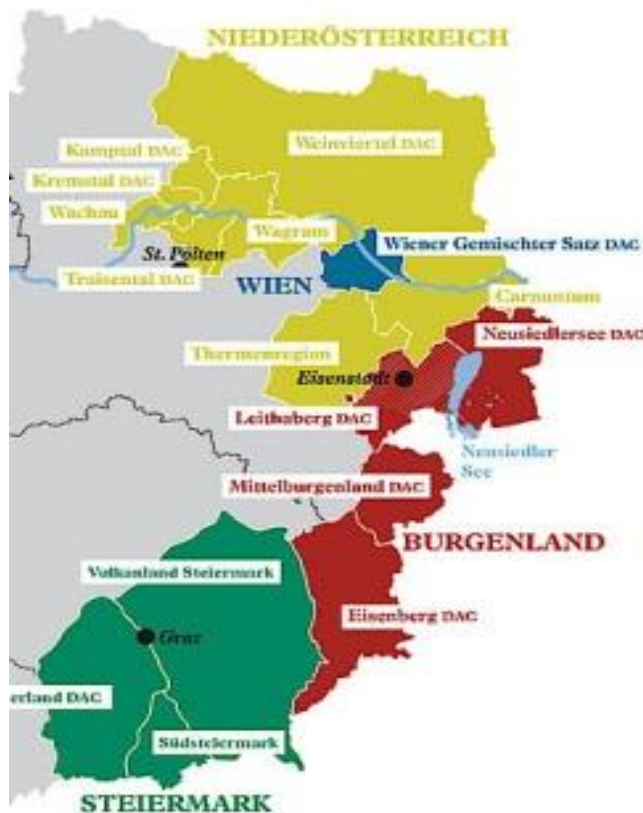 NIEDERÖSTERREICH
Kamptal DAC
Weinviertel DAC
Kremstal DAC
Wachau
Wagram
St. Pölten
Wiener Gemischter Satz DAC
Traisental DAC
WIEN
Carnuntum
Neusiedlersee DAC
Thermenregion
Eisenstadt
Leithaberg DAC
Neusiedler
See
Mittelburgenland DAC
BURGENLAND
Vulkanland Steiermark
Eisenberg DAC
Graz
erland DAC
Südsteiermark
STEIERMARK